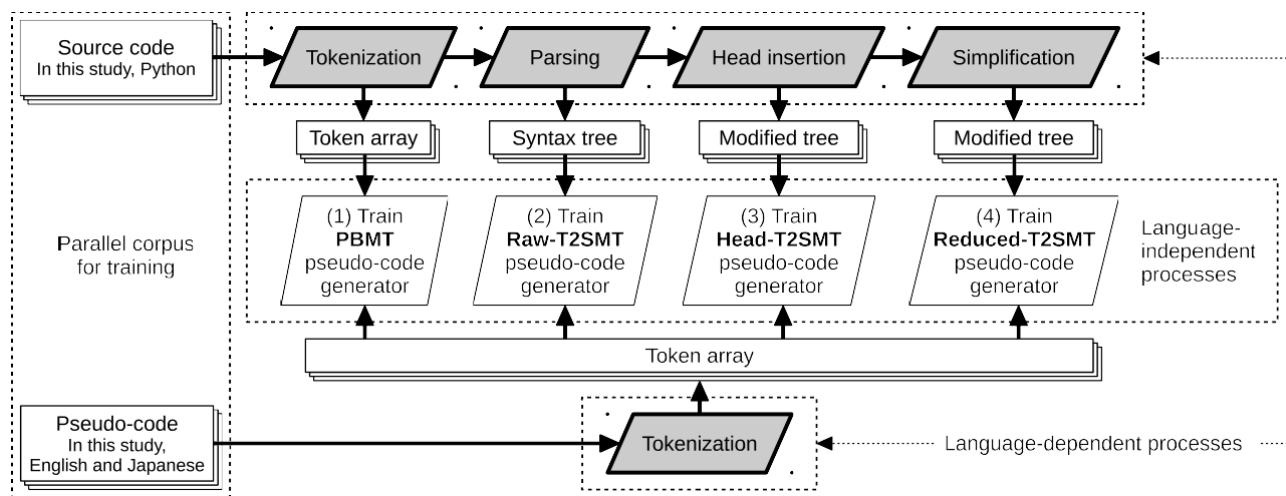 Source code
In this study, Python
Tokenization
Parsing
Head insertion
Simplification
Token array
Syntax tree
Modified tree
Modified tree
Parallel corpus
for training
(1) Train
PBMT
pseudo-code
generator
(2) Train
Raw-T2SMT
pseudo-code
generator
(3) Train
Head-T2SMT
pseudo-code
generator
(4) Train
Reduced-T2SMT
pseudo-code
generator
Language-
independent
processes
Token array
Pseudo-code
In this study,
English and Japanese
Tokenization
Language-dependent processes